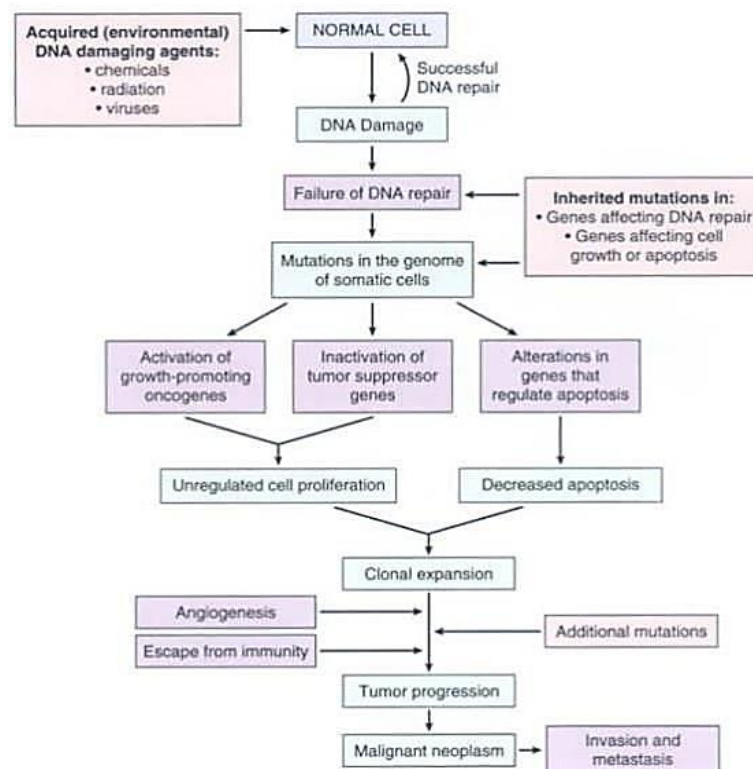 Acquired (environmental)
DNA damaging agents:
• chemicals
• radiation
• viruses
NORMAL CELL
Successful
DNA repair
DNA Damage
Failure of DNA repair
Inherited mutations in:
• Genes affecting DNA repair
• Genes affecting cell
growth or apoptosis
Mutations in the genome
of somatic cells
Activation of
growth-promoting
oncogenes
Inactivation of
tumor suppressor
genes
Alterations in
genes that
regulate apoptosis
Unregulated cell proliferation
Decreased apoptosis
Clonal expansion
Angiogenesis
Additional mutations
Escape from immunity
Tumor progression
Malignant neoplasm
Invasion and
metastasis